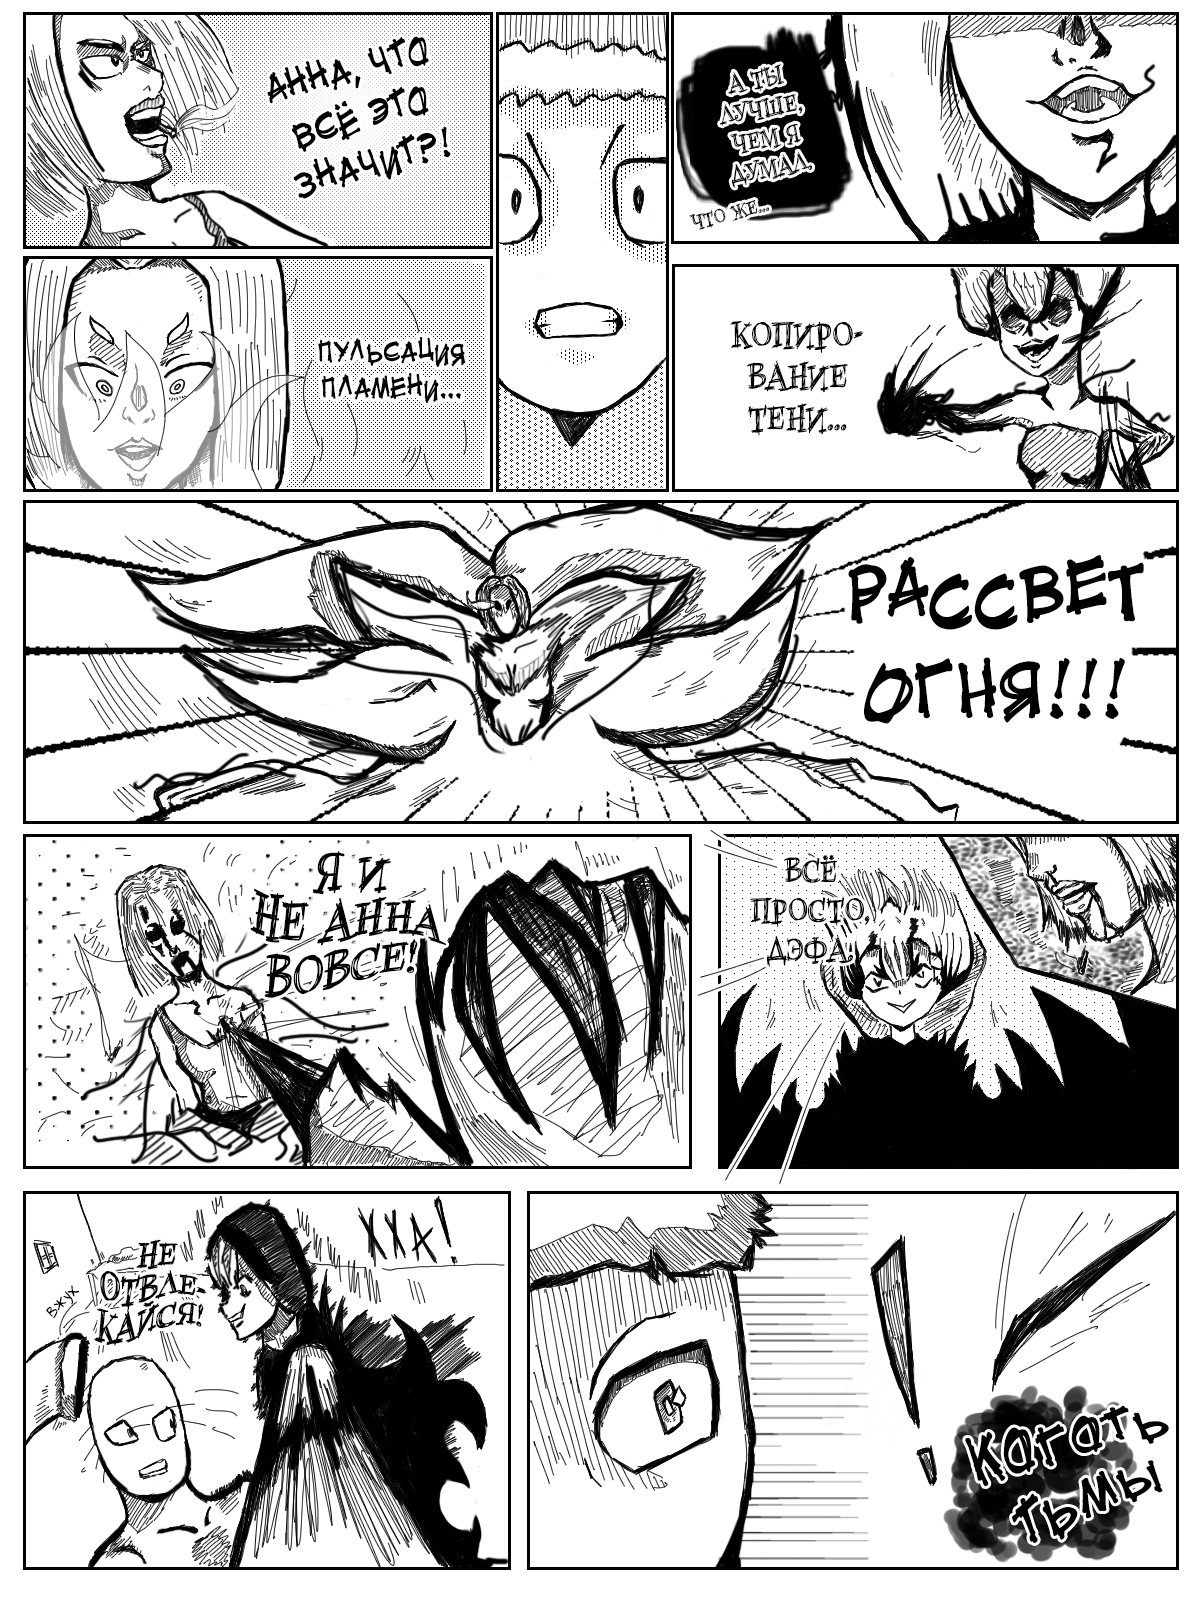 АННА, ЧТО
ВСЁ ЭТО
ЗНАЧИТ?!
А ТЫ
ЛУЧШЕ,
ЧЕМ Я
ДУМАЛ,
ЧТО ЖЕ...
ПУЛЬСАЦИЯ
ПЛАМЕНИ...
КОПИРО-
ВАНИЕ
ТЕНИ...
РАССВЕТ
ОГНЯ!!!
Я И
НЕ АННА
ВОВСЕ!
ВСЁ
ПРОСТО,
ДЭФА.
НЕ
ОТВЛЕ-
КАЙСЯ!
ВЖУХ
ХХА!
КОГОТЬ
ТЬМЫ